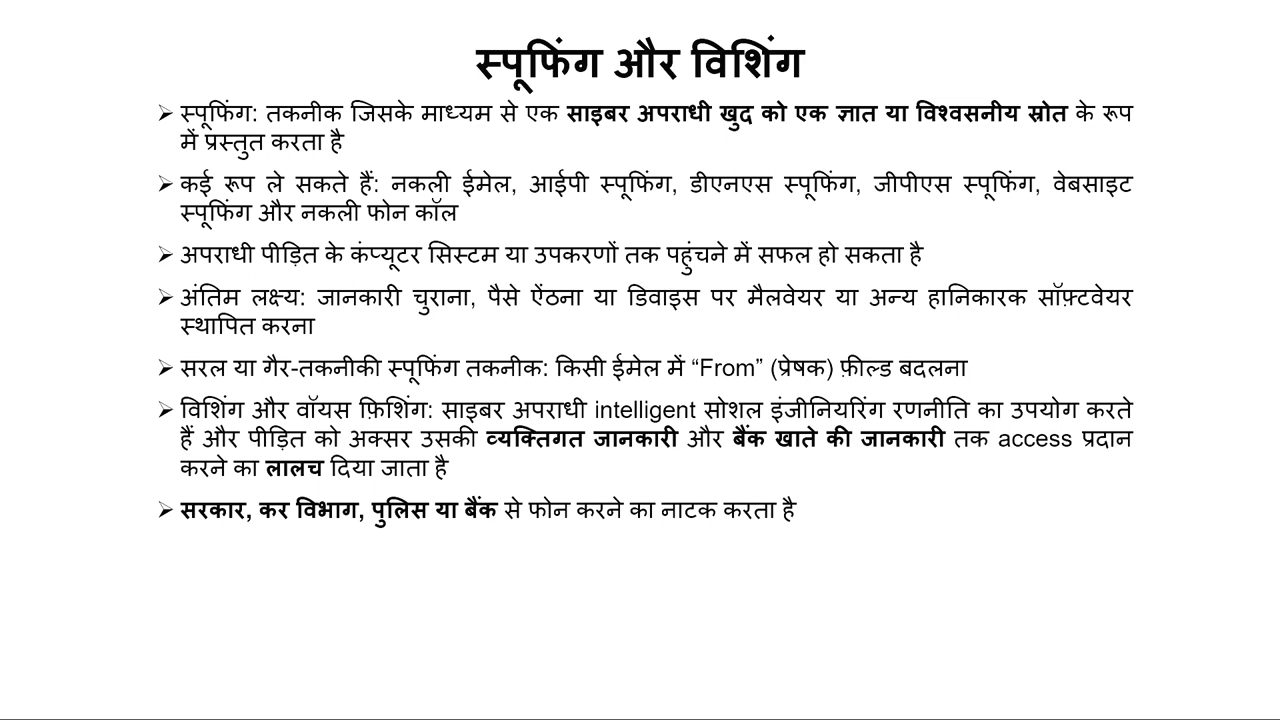 स्पूफिंग और विशिंग
➢ स्पूफिंग: तकनीक जिसके माध्यम से एक साइबर अपराधी खुद को एक ज्ञात या विश्वसनीय स्रोत के रूप
में प्रस्तुत करता है
➢ कई रूप ले सकते हैं: नकली ईमेल, आईपी स्पूफिंग, डीएनएस स्पूफिंग, जीपीएस स्पूफिंग, वेबसाइट
स्पूफिंग और नकली फोन कॉल
➢ अपराधी पीड़ित के कंप्यूटर सिस्टम या उपकरणों तक पहुंचने में सफल हो सकता है
➢ अंतिम लक्ष्य: जानकारी चुराना, पैसे ऐंठना या डिवाइस पर मैलवेयर या अन्य हानिकारक सॉफ़्टवेयर
स्थापित करना
➢ सरल या गैर-तकनीकी स्पूफिंग तकनीक: किसी ईमेल में “From” (प्रेषक) फ़ील्ड बदलना
➢ विशिंग और वॉयस फ़िशिंग: साइबर अपराधी intelligent सोशल इंजीनियरिंग रणनीति का उपयोग करते
हैं और पीड़ित को अक्सर उसकी व्यक्तिगत जानकारी और बैंक खाते की जानकारी तक access प्रदान
करने का लालच दिया जाता है
➢ सरकार, कर विभाग, पुलिस या बैंक से फोन करने का नाटक करता है